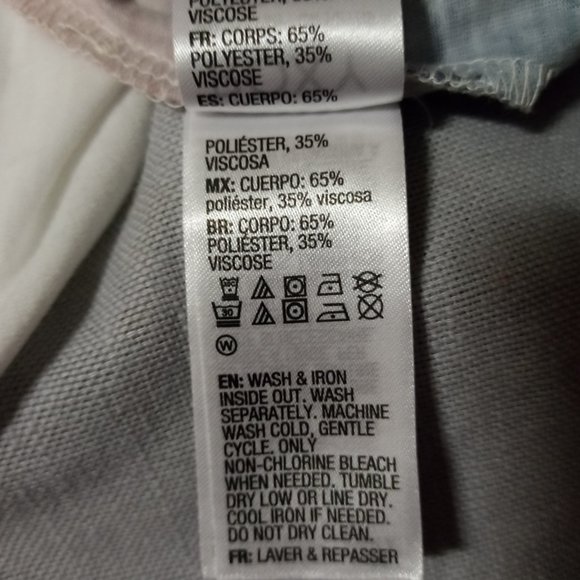 VISCOSE
FR: CORPS: 65%
POLYESTER, 35%
VISCOSE
ES: CUERPO: 65%
POLIÉSTER, 35%
VISCOSA
MX: CUERPO: 65%
poliéster, 35% viscosa
BR: CORPO: 65%
POLIÉSTER, 35%
VISCOSE
30
W
EN: WASH & IRON
INSIDE OUT. WASH
SEPARATELY. MACHINE
WASH COLD, GENTLE
CYCLE. ONLY
NON-CHLORINE BLEACH
WHEN NEEDED. TUMBLE
DRY LOW OR LINE DRY.
COOL IRON IF NEEDED.
DO NOT DRY CLEAN.
FR: LAVER & REPASSER